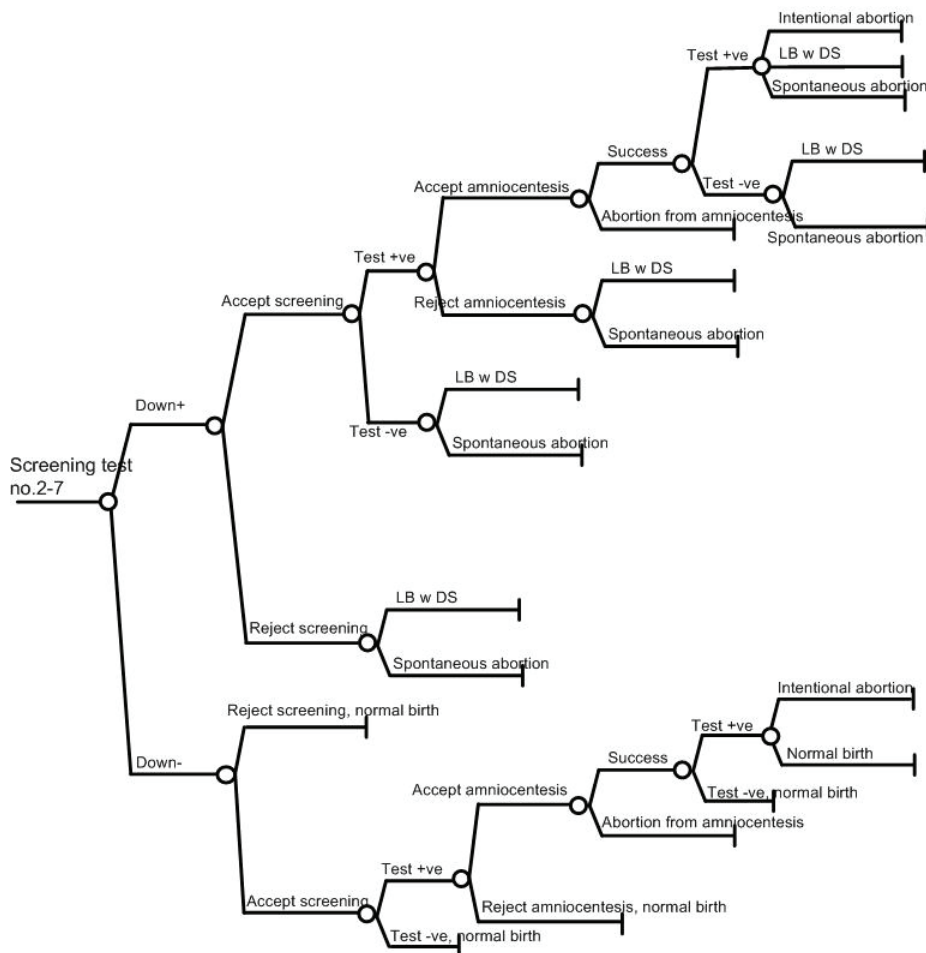 Intentional abortion
Test +ve
LB w DS
Spontaneous abortion
Success
LB w DS
Test -ve
Accept amniocentesis
Abortion from amniocentesis
Spontaneous abortion
Test +ve
LB w DS
Accept screening
Reject amniocentesis
Spontaneous abortion
LB w DS
Down+
Test -ve
Spontaneous abortion
Screening test
no.2-7
LB w DS
Reject screening
Spontaneous abortion
Intentional abortion
Reject screening, normal birth
Test +ve
Normal birth
Down-
Success
Accept amniocentesis
Test -ve, normal birth
Abortion from amniocentesis
Test +ve
Accept screening
Reject amniocentesis, normal birth
Test -ve, normal birth